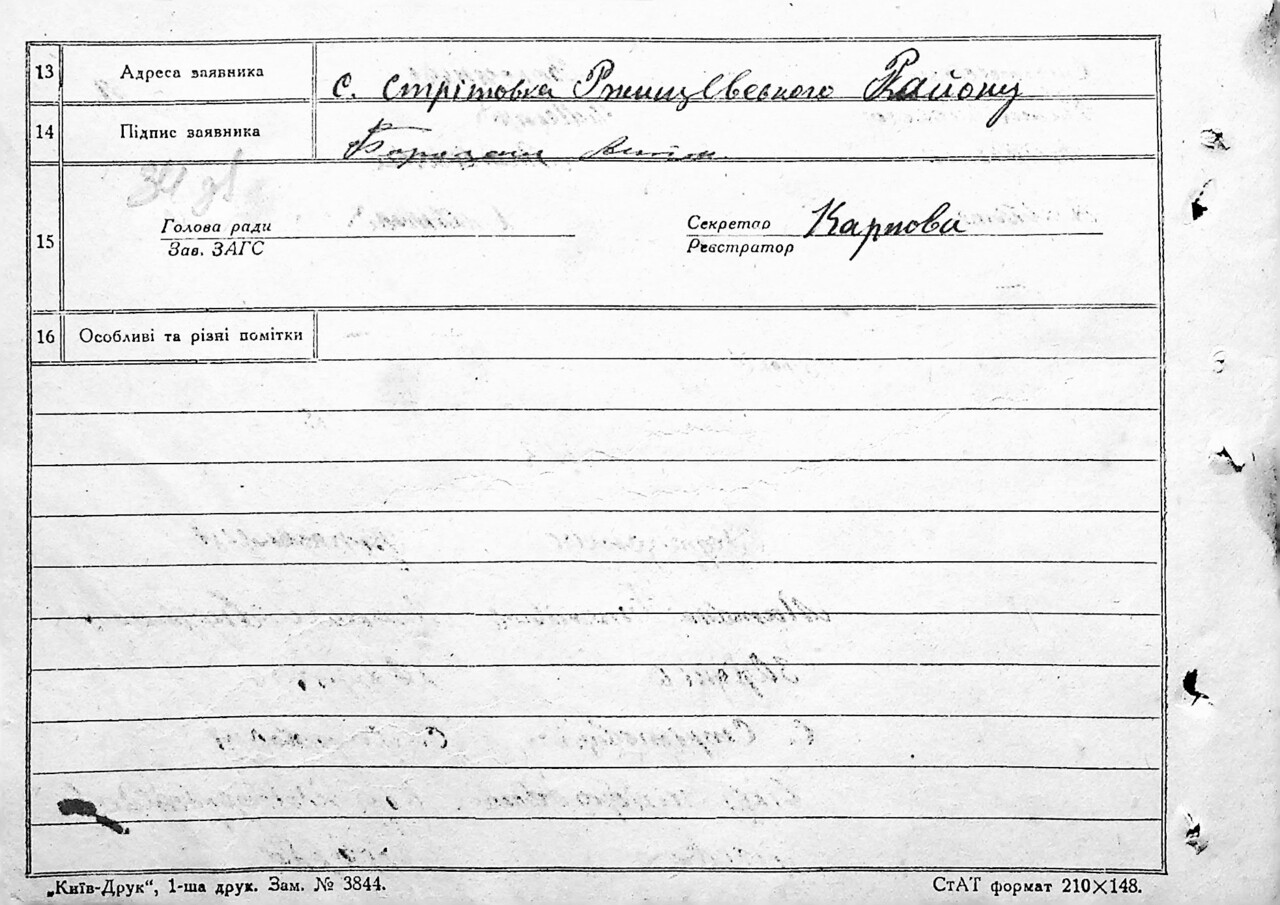 13 Адреса заявника с. Стрітовка Ржищевського Району
14 Підпис заявника
34
15 Голова ради Секретар Карпова
Зав. ЗАГС Реєстратор
16 Особливі та різні помітки
„Київ-Друк“, 1-ша друк. Зам. № 3844. СтАТ формат 210×148.